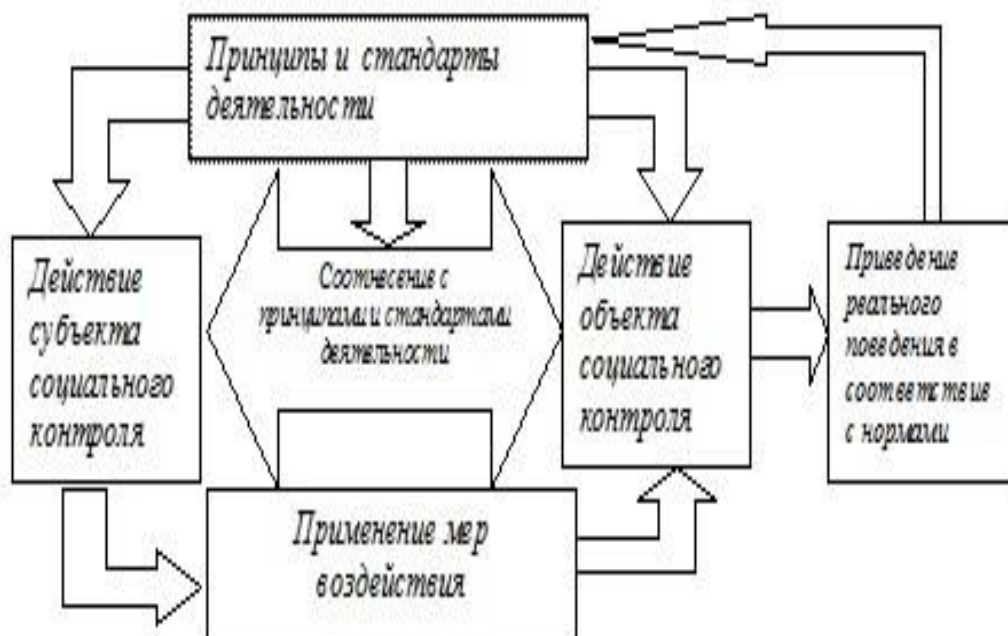 Принципы и стандарты
деятельности
Действие
субъекта
социального
контроля
Соотнесение с
принципами и стандартами
деятельности
Действие
объекта
социального
контроля
Приведение
реального
поведения в
соответствие
с нормами
Применение мер
воздействия